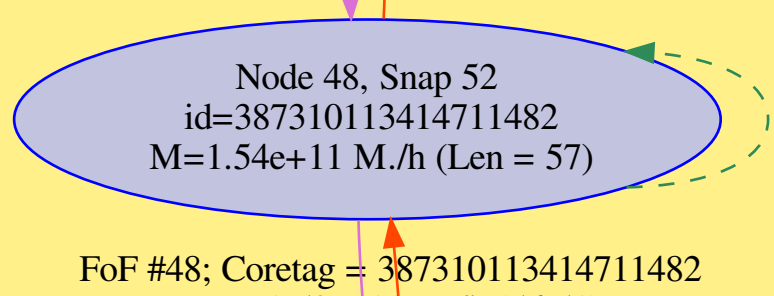 Node 48, Snap 52
id=387310113414711482
M=1.54e+11 M./h (Len = 57)
FoF #48; Coretag = 387310113414711482